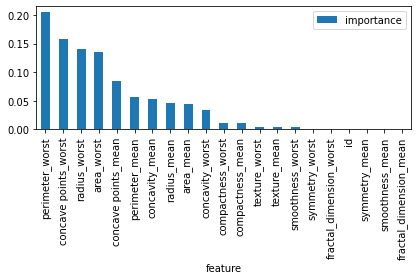 importance
0.20
0.15
0.10
0.05
0.00
perimeter_worst
concave points_worst
radius_worst
area_worst
concave points_mean
perimeter_mean
concavity_mean
radius_mean
area_mean
concavity_worst
compactness_worst
compactness_mean
texture_worst
texture_mean
smoothness_worst
symmetry_worst
fractal_dimension_worst
id
symmetry_mean
smoothness_mean
fractal_dimension_mean
feature